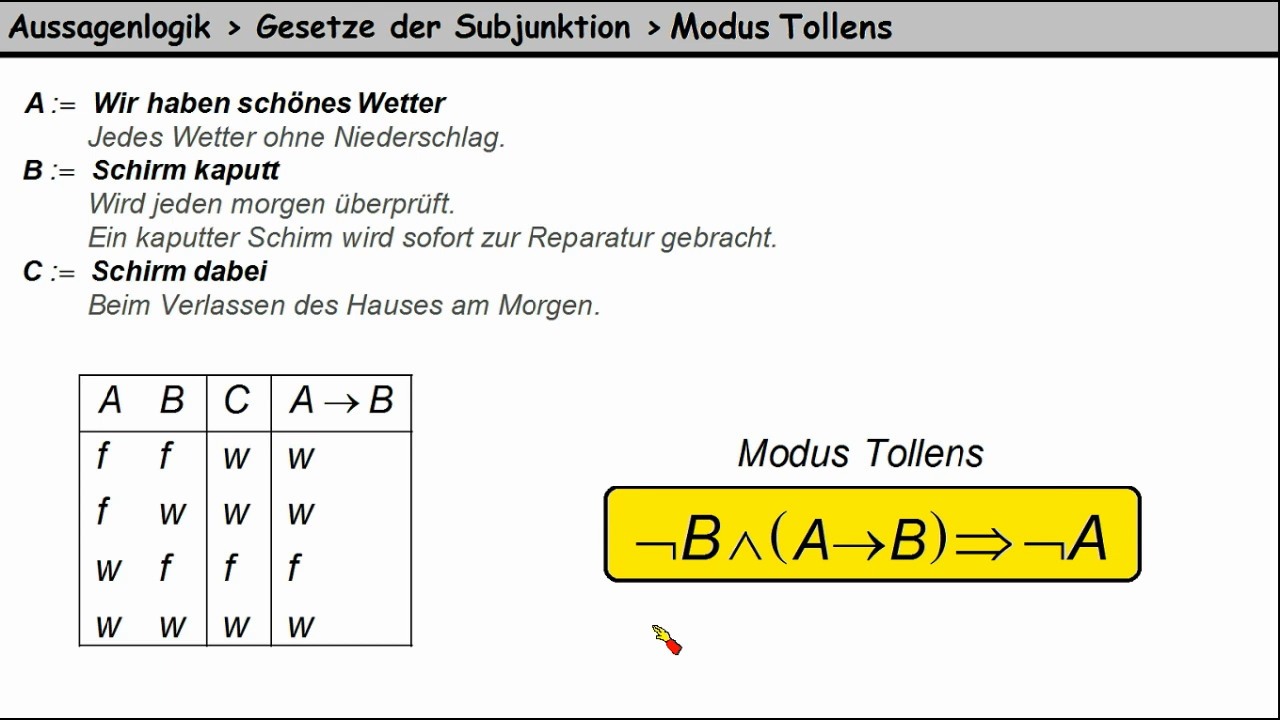 Aussagenlogik > Gesetze der Subjunktion > Modus Tollens
A := Wir haben schönes Wetter
Jedes Wetter ohne Niederschlag.
B := Schirm kaputt
Wird jeden morgen überprüft.
Ein kaputter Schirm wird sofort zur Reparatur gebracht.
C := Schirm dabei
Beim Verlassen des Hauses am Morgen.
A B C A → B
f f w w
f w w w
w f f f
w w w w
Modus Tollens
¬B∧(A→B)⇒¬A